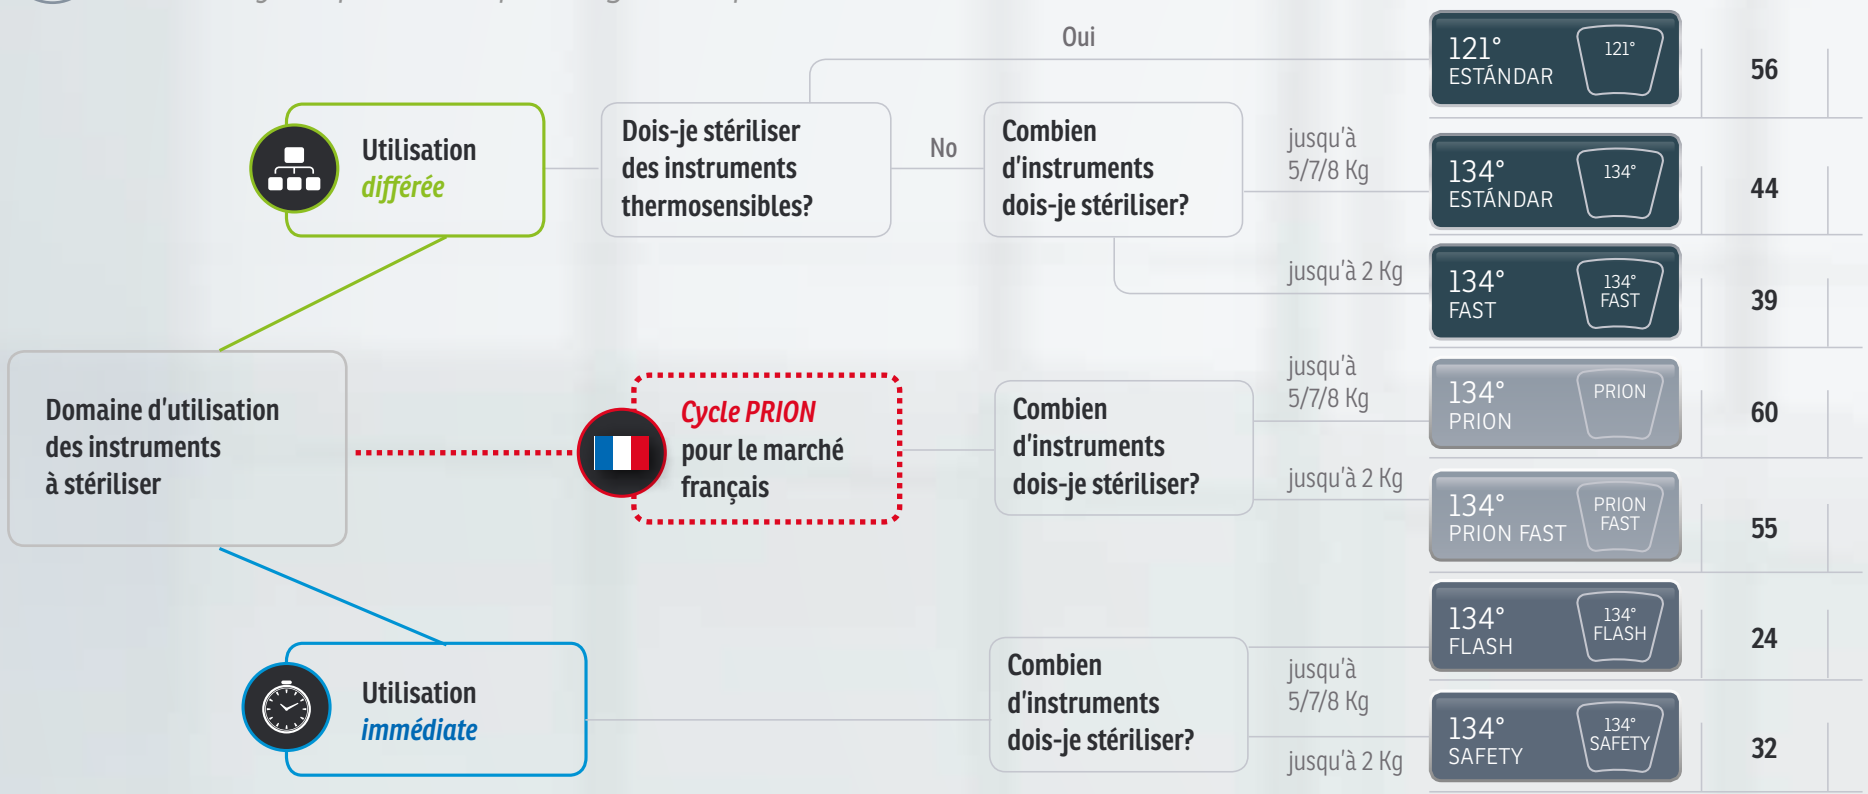 Oui
121°
ESTÁNDAR
121°
56
Utilisation
différée
Dois-je stériliser
des instruments
thermosensibles?
No
Combien
d'instruments
dois-je stériliser?
jusqu'à
5/7/8 Kg
134°
ESTÁNDAR
134°
44
jusqu'à 2 Kg
134°
FAST
134°
FAST
39
Domaine d'utilisation
des instruments
à stériliser
Cycle PRION
pour le marché
français
Combien
d'instruments
dois-je stériliser?
jusqu'à
5/7/8 Kg
134°
PRION
PRION
60
jusqu'à 2 Kg
134°
PRION FAST
PRION
FAST
55
Utilisation
immédiate
Combien
d'instruments
dois-je stériliser?
jusqu'à
5/7/8 Kg
134°
FLASH
134°
FLASH
24
jusqu'à 2 Kg
134°
SAFETY
134°
SAFETY
32